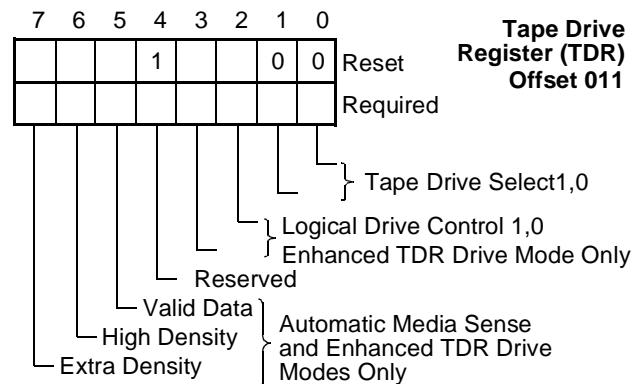 7 6 5 4 3 2 1 0
Tape Drive
Register (TDR)
Offset 011
1 0 0 Reset
Required
Tape Drive Select1,0
Logical Drive Control 1,0
Enhanced TDR Drive Mode Only
Reserved
Valid Data
High Density
Extra Density
Automatic Media Sense
and Enhanced TDR Drive
Modes Only